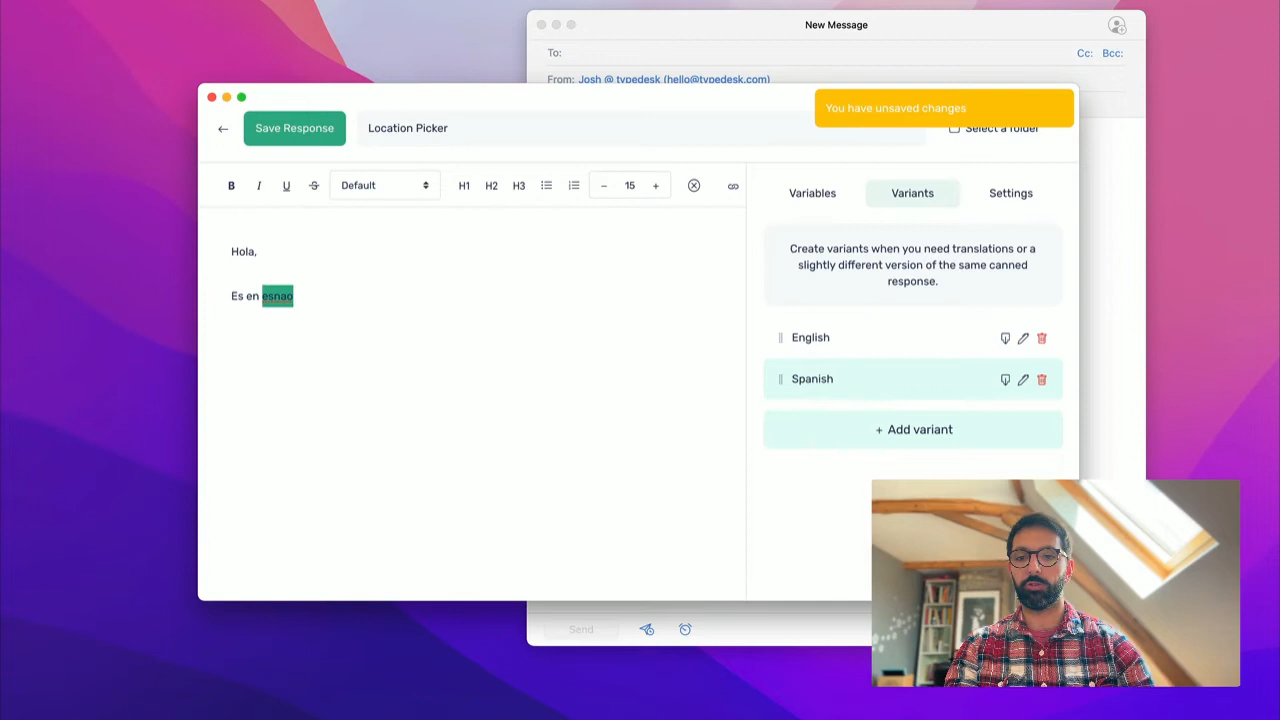 New Message
To:
Cc: Bcc:
From: Josh @ typedesk (hello@typedesk.com)
You have unsaved changes
Save Response
Location Picker
Select a folder
B I U S Default H1 H2 H3 − 15 +
Variables Variants Settings
Create variants when you need translations or a
slightly different version of the same canned
response.
Hola,
Es en esnao
English
Spanish
+ Add variant
Send